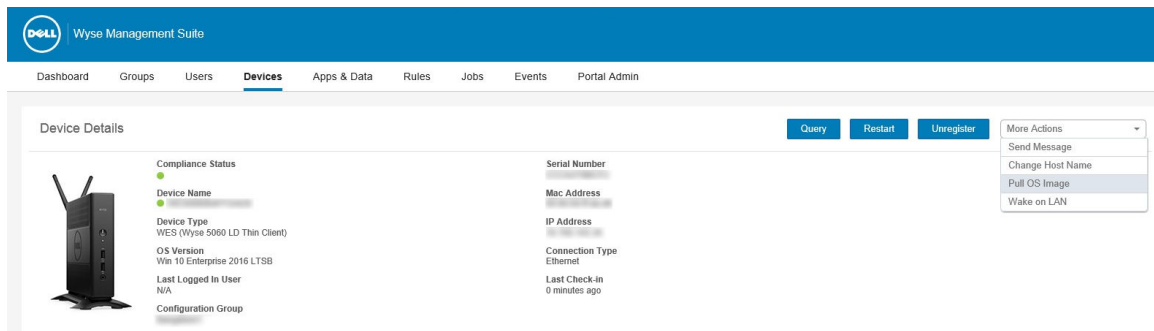 DELL Wyse Management Suite
Dashboard Groups Users Devices Apps & Data Rules Jobs Events Portal Admin
Device Details Query Restart Unregister More Actions
Send Message
Change Host Name
Pull OS Image
Wake on LAN
Compliance Status
Device Name
Device Type
WES (Wyse 5060 LD Thin Client)
OS Version
Win 10 Enterprise 2016 LTSB
Last Logged In User
N/A
Configuration Group
Serial Number
Mac Address
IP Address
Connection Type
Ethernet
Last Check-in
0 minutes ago